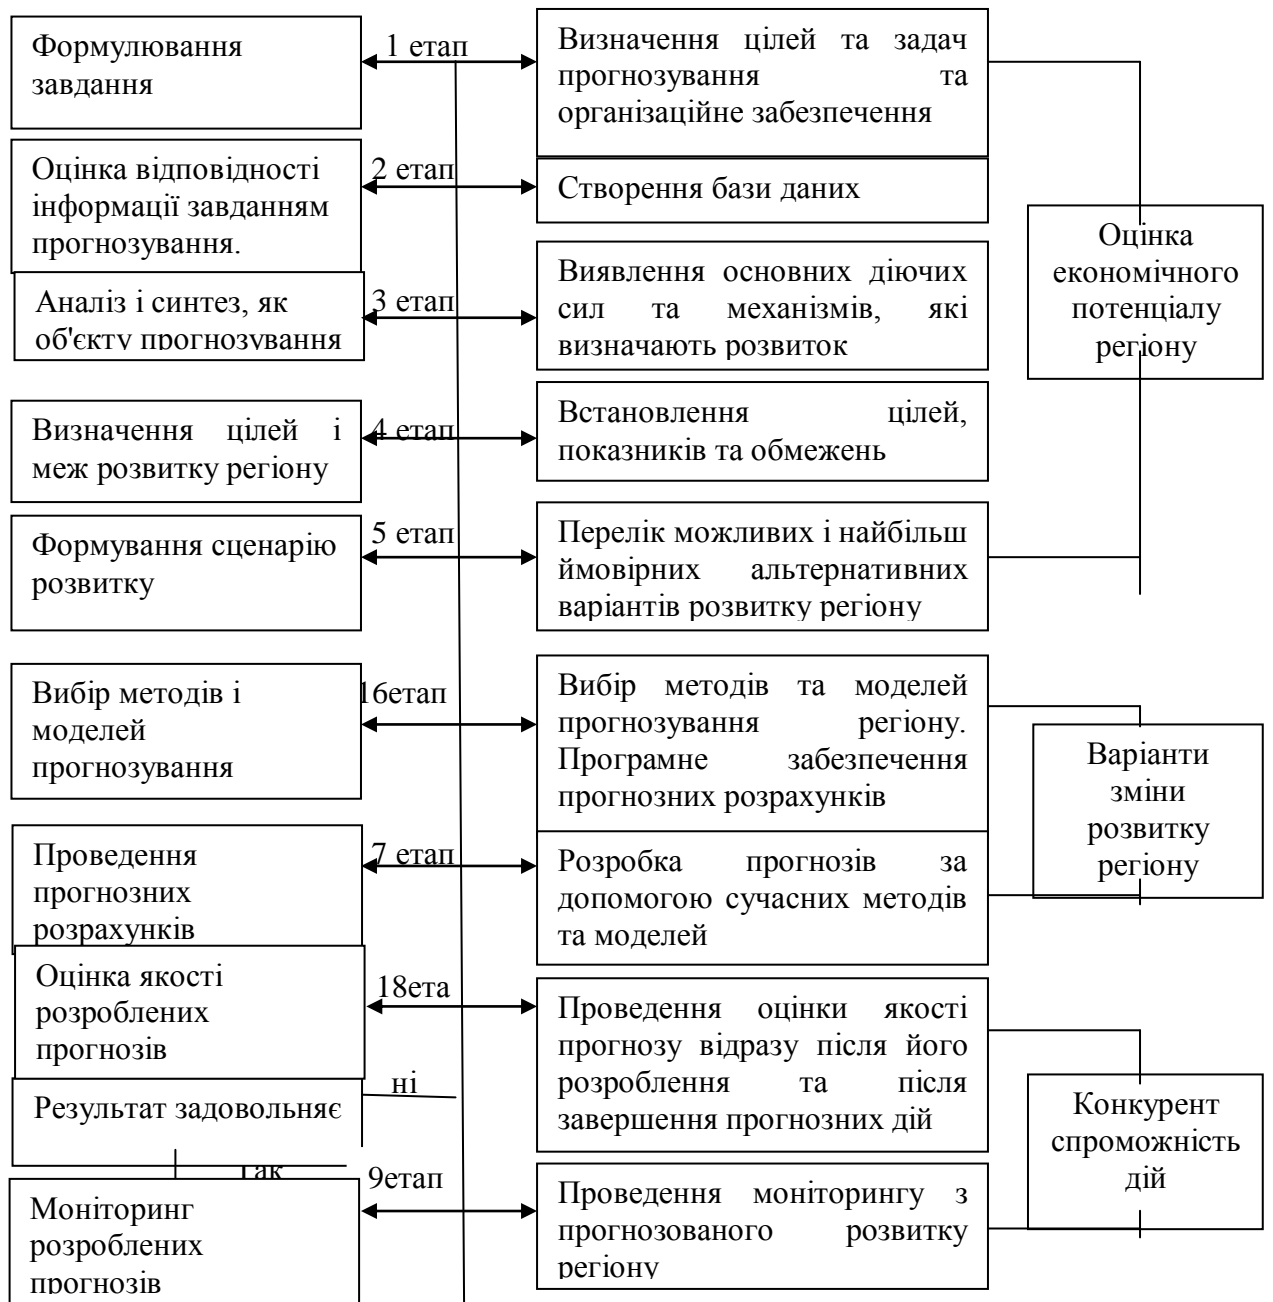 Формулювання
завдання
1 етап
Визначення цілей та задач
прогнозування та
організаційне забезпечення
Оцінка відповідності
інформації завданням
прогнозування.
2 етап
Створення бази даних
Аналіз і синтез, як
об'єкту прогнозування
3 етап
Виявлення основних діючих
сил та механізмів, які
визначають розвиток
Оцінка
економічного
потенціалу
регіону
Визначення цілей і
меж розвитку регіону
4 етап
Встановлення цілей,
показників та обмежень
Формування сценарію
розвитку
5 етап
Перелік можливих і найбільш
ймовірних альтернативних
варіантів розвитку регіону
Вибір методів і
моделей
прогнозування
16етап
Вибір методів та моделей
прогнозування регіону.
Програмне забезпечення
прогнозних розрахунків
Варіанти
зміни
розвитку
регіону
Проведення
прогнозних
розрахунків
7 етап
Розробка прогнозів за
допомогою сучасних методів
та моделей
Оцінка якості
розроблених
прогнозів
18ета
Проведення оцінки якості
прогнозу відразу після його
розроблення та після
завершення прогнозних дій
Результат задовольняє
ні
Так
Конкурент
спроможність
дій
Моніторинг
розроблених
прогнозів
9етап
Проведення моніторингу з
прогнозованого розвитку
регіону